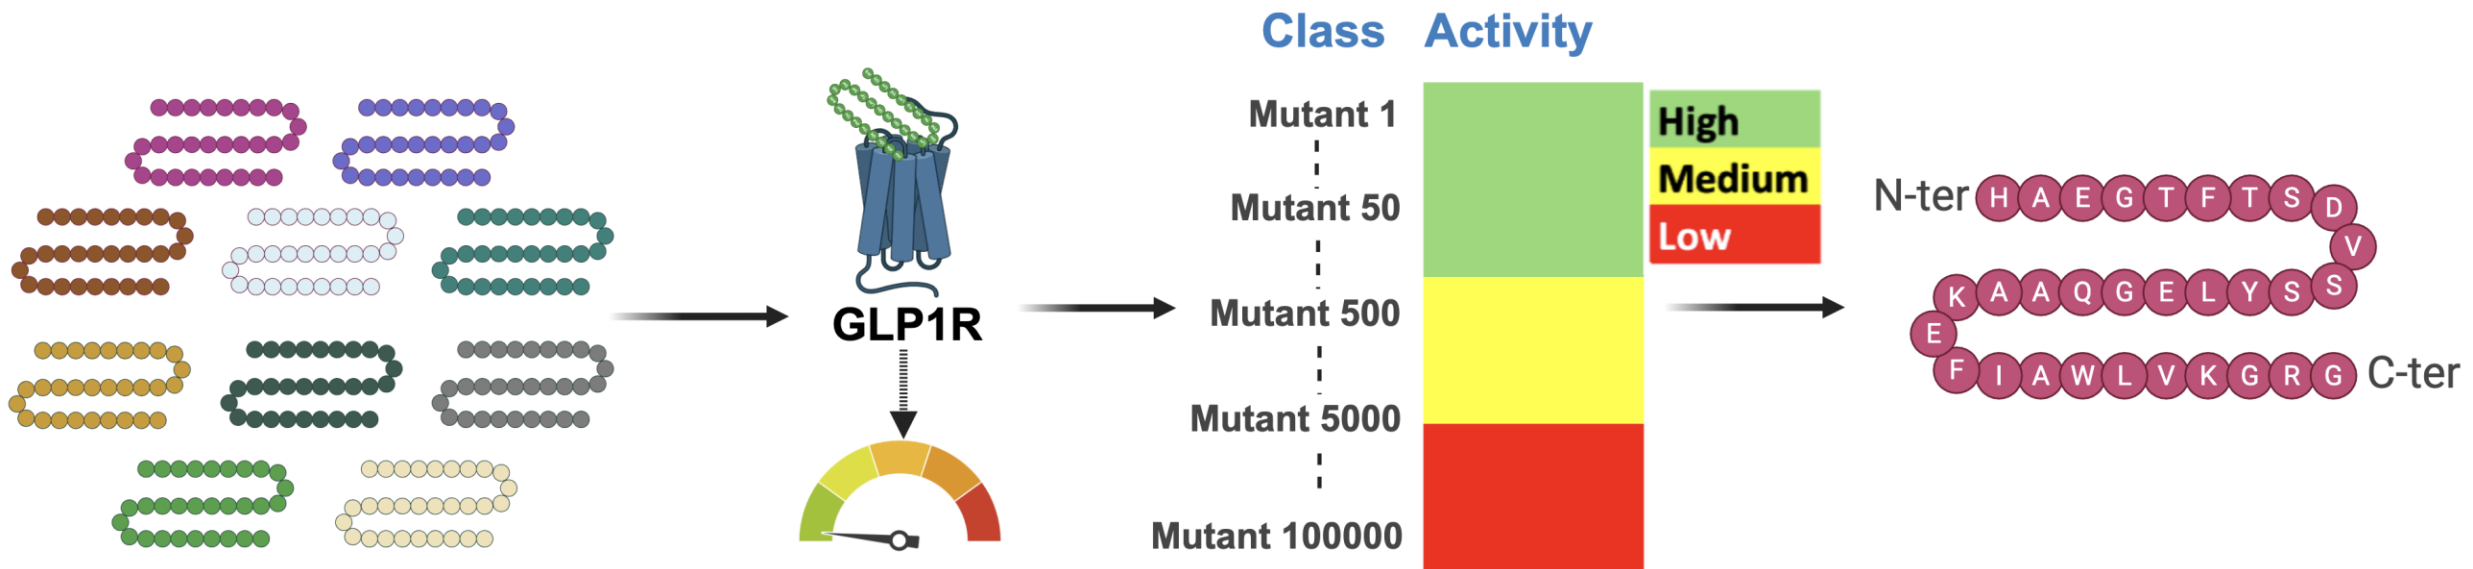 Class Activity
Mutant 1
Mutant 50
Mutant 500
Mutant 5000
Mutant 100000
High
Medium
Low
GLP1R
N-ter H A E G T F T S D
V
K A A Q G E L Y S S
E
F I A W L V K G R G C-ter